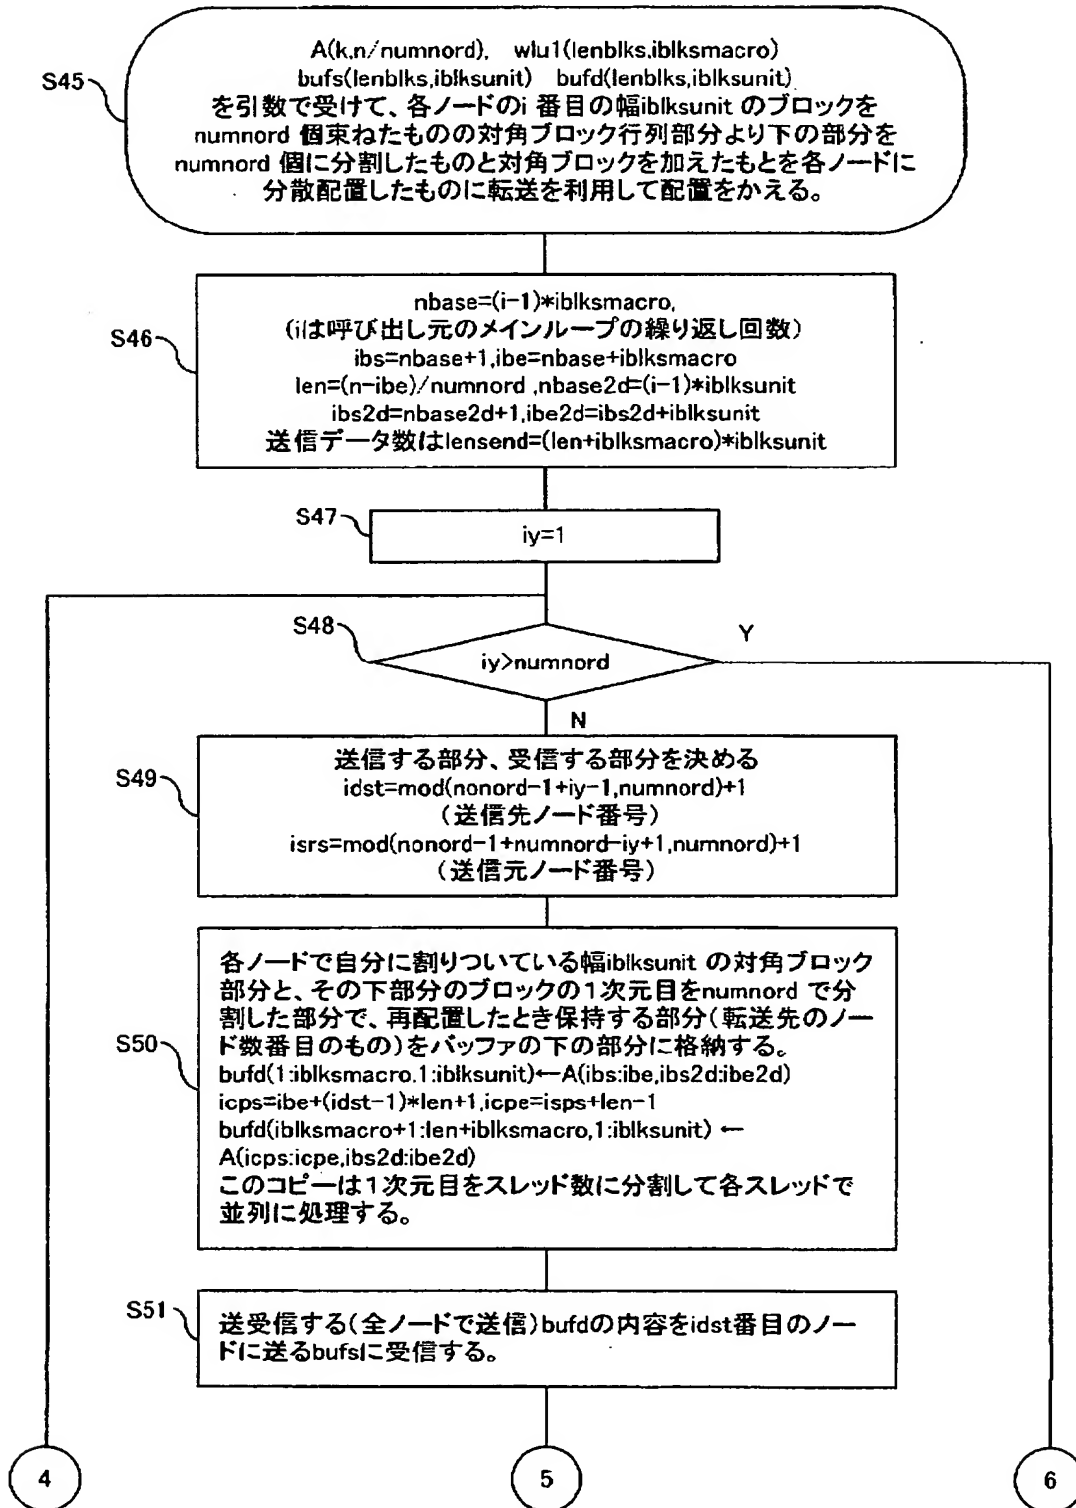 S45
A(k,n/numnord), wlu1(lenblks,iblksmacro)
bufs(lenblks,iblksunit) bufd(lenblks,iblksunit)
を引数で受けて、各ノードのi 番目の幅iblksunit のブロックを
numnord 個束ねたものの対角ブロック行列部分より下の部分を
numnord 個に分割したものと対角ブロックを加えたもとを各ノードに
分散配置したものに転送を利用して配置をかえる。
S46
nbase=(i-1)*iblksmacro,
(iは呼び出し元のメインループの繰り返し回数)
ibs=nbase+1,ibe=nbase+iblksmacro
len=(n-ibe)/numnord ,nbase2d=(i-1)*iblksunit
ibs2d=nbase2d+1,ibe2d=ibs2d+iblksunit
送信データ数はlensend=(len+iblksmacro)*iblksunit
S47
iy=1
S48
iy>numnord
Y
N
S49
送信する部分、受信する部分を決める
idst=mod(nonord-1+iy-1,numnord)+1
(送信先ノード番号)
isrs=mod(nonord-1+numnord-iy+1,numnord)+1
(送信元ノード番号)
S50
各ノードで自分に割りついている幅iblksunit の対角ブロック
部分と、その下部分のブロックの1次元目をnumnord で分
割した部分で、再配置したとき保持する部分(転送先のノー
ド数番目のもの)をバッファの下の部分に格納する。
bufd(1:iblksmacro.1:iblksunit)←A(ibs:ibe,ibs2d:ibe2d)
icps=ibe+(idst-1)*len+1,icpe=isps+len-1
bufd(iblksmacro+1:len+iblksmacro,1:iblksunit) ←
A(icps:icpe,ibs2d:ibe2d)
このコピーは1次元目をスレッド数に分割して各スレッドで
並列に処理する。
S51
送受信する(全ノードで送信)bufdの内容をidst番目のノー
ドに送るbufsに受信する。
4
5
6